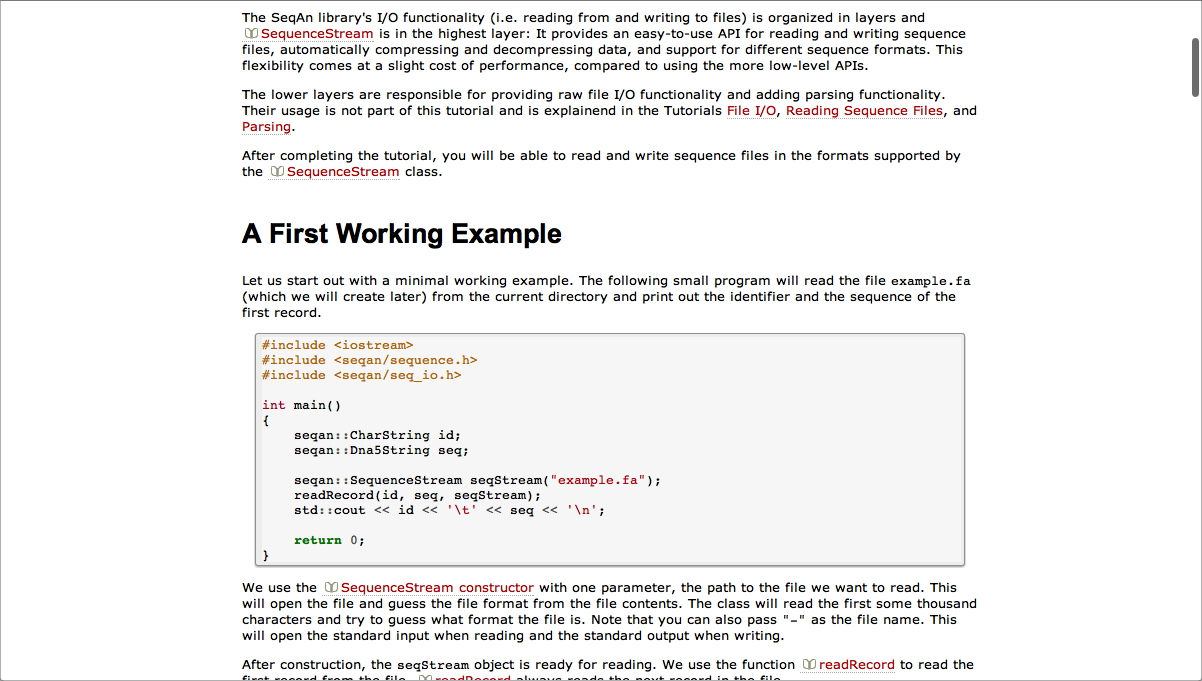 The SeqAn library's I/O functionality (i.e. reading from and writing to files) is organized in layers and
SequenceStream is in the highest layer: It provides an easy-to-use API for reading and writing sequence
files, automatically compressing and decompressing data, and support for different sequence formats. This
flexibility comes at a slight cost of performance, compared to using the more low-level APIs.
The lower layers are responsible for providing raw file I/O functionality and adding parsing functionality.
Their usage is not part of this tutorial and is explainend in the Tutorials File I/O, Reading Sequence Files, and
Parsing.
After completing the tutorial, you will be able to read and write sequence files in the formats supported by
the SequenceStream class.
A First Working Example
Let us start out with a minimal working example. The following small program will read the file example.fa
(which we will create later) from the current directory and print out the identifier and the sequence of the
first record.
#include <iostream>
#include <seqan/sequence.h>
#include <seqan/seq_io.h>
int main()
{
    seqan::CharString id;
    seqan::Dna5String seq;
    seqan::SequenceStream seqStream("example.fa");
    readRecord(id, seq, seqStream);
    std::cout << id << '\t' << seq << '\n';
    return 0;
}
We use the SequenceStream constructor with one parameter, the path to the file we want to read. This
will open the file and guess the file format from the file contents. The class will read the first some thousand
characters and try to guess what format the file is. Note that you can also pass "-" as the file name. This
will open the standard input when reading and the standard output when writing.
After construction, the seqStream object is ready for reading. We use the function readRecord to read the
first record from the file. readRecord always reads the next record in the file.